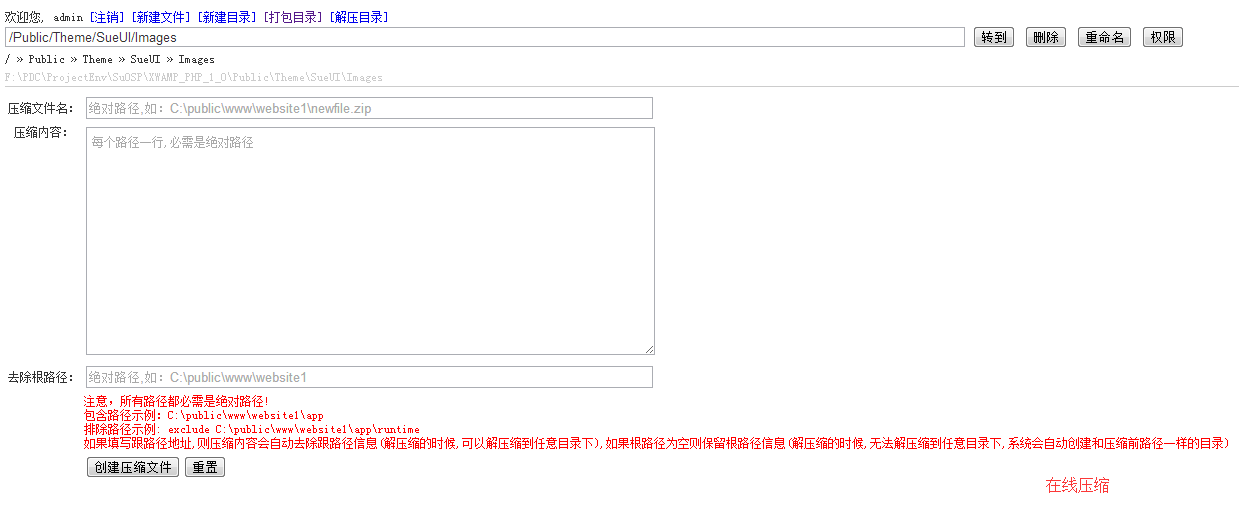 欢迎您, admin [注销] [新建文件] [新建目录] [打包目录] [解压目录]
/Public/Theme/SueUI/Images 转到 删除 重命名 权限
/ » Public » Theme » SueUI » Images
F:\PDC\ProjectEnv\SuOSP\XWAMP_PHP_1_0\Public\Theme\SueUI\Images
压缩文件名： 绝对路径,如：C:\public\www\website1\newfile.zip
压缩内容： 每个路径一行,必需是绝对路径
去除根路径： 绝对路径,如：C:\public\www\website1
注意，所有路径都必需是绝对路径!
包含路径示例：C:\public\www\website1\app
排除路径示例: exclude C:\public\www\website1\app\runtime
如果填写跟路径地址,则压缩内容会自动去除跟路径信息(解压缩的时候,可以解压缩到任意目录下),如果根路径为空则保留根路径信息(解压缩的时候,无法解压缩到任意目录下,系统会自动创建和压缩前路径一样的目录)
创建压缩文件 重置
在线压缩